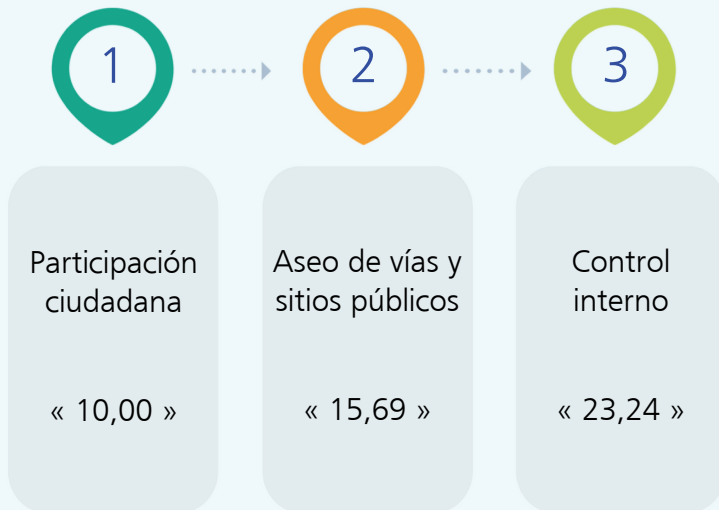 1
2
3
Participación
ciudadana
« 10,00 »
Aseo de vías y
sitios públicos
« 15,69 »
Control
interno
« 23,24 »